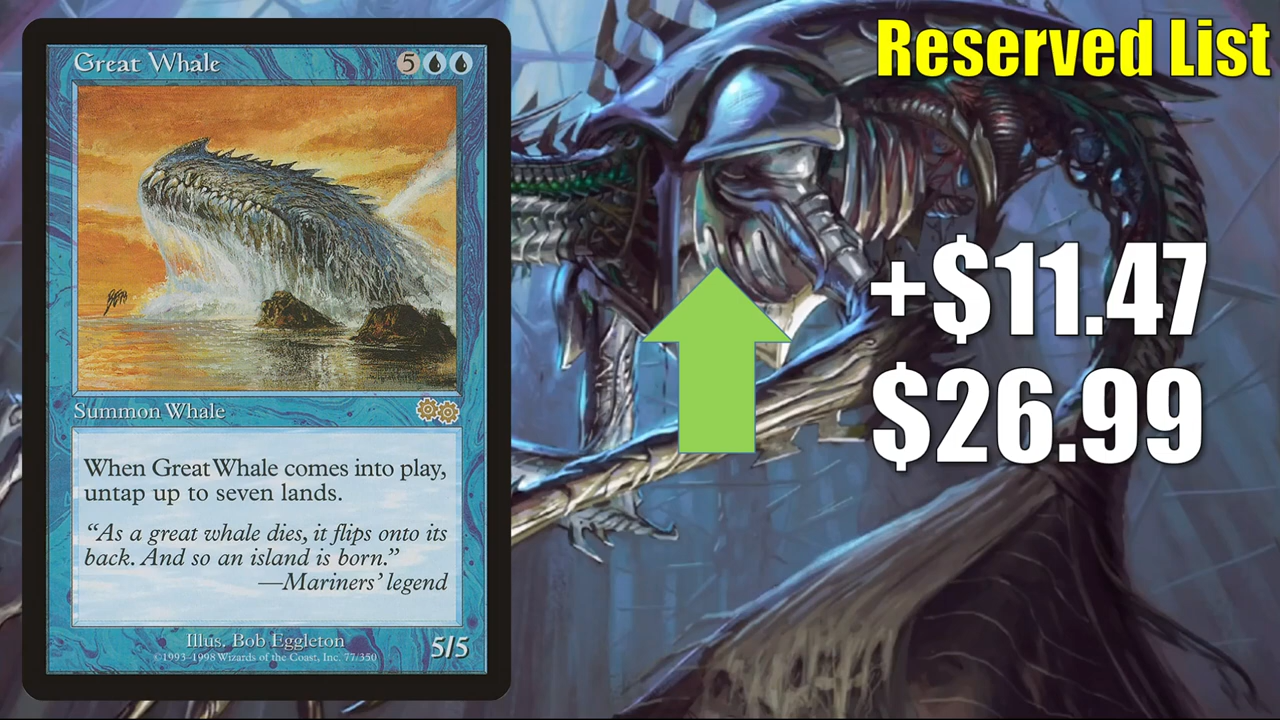 Great Whale 5
Summon Whale
When Great Whale comes into play,
untap up to seven lands.
“As a great whale dies, it flips onto its
back. And so an island is born.”
—Mariners’ legend
Illus. Bob Eggleton
©1993–1998 Wizards of the Coast, Inc. 77/350
5/5
Reserved List
+$11.47
$26.99